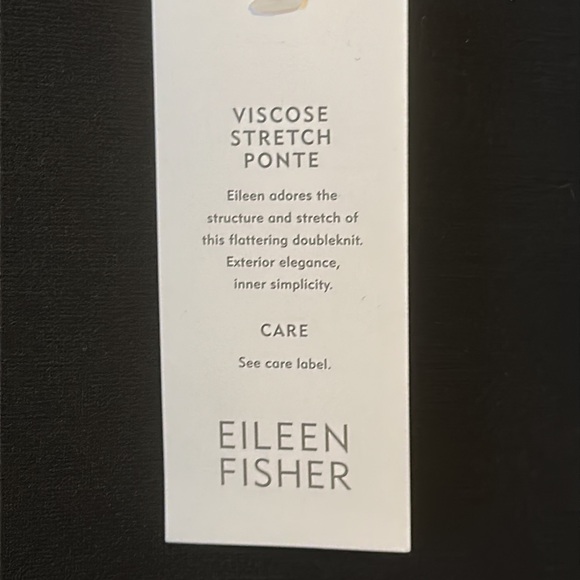 VISCOSE
STRETCH
PONTE
Eileen adores the
structure and stretch of
this flattering doubleknit.
Exterior elegance,
inner simplicity.
CARE
See care label.
EILEEN
FISHER